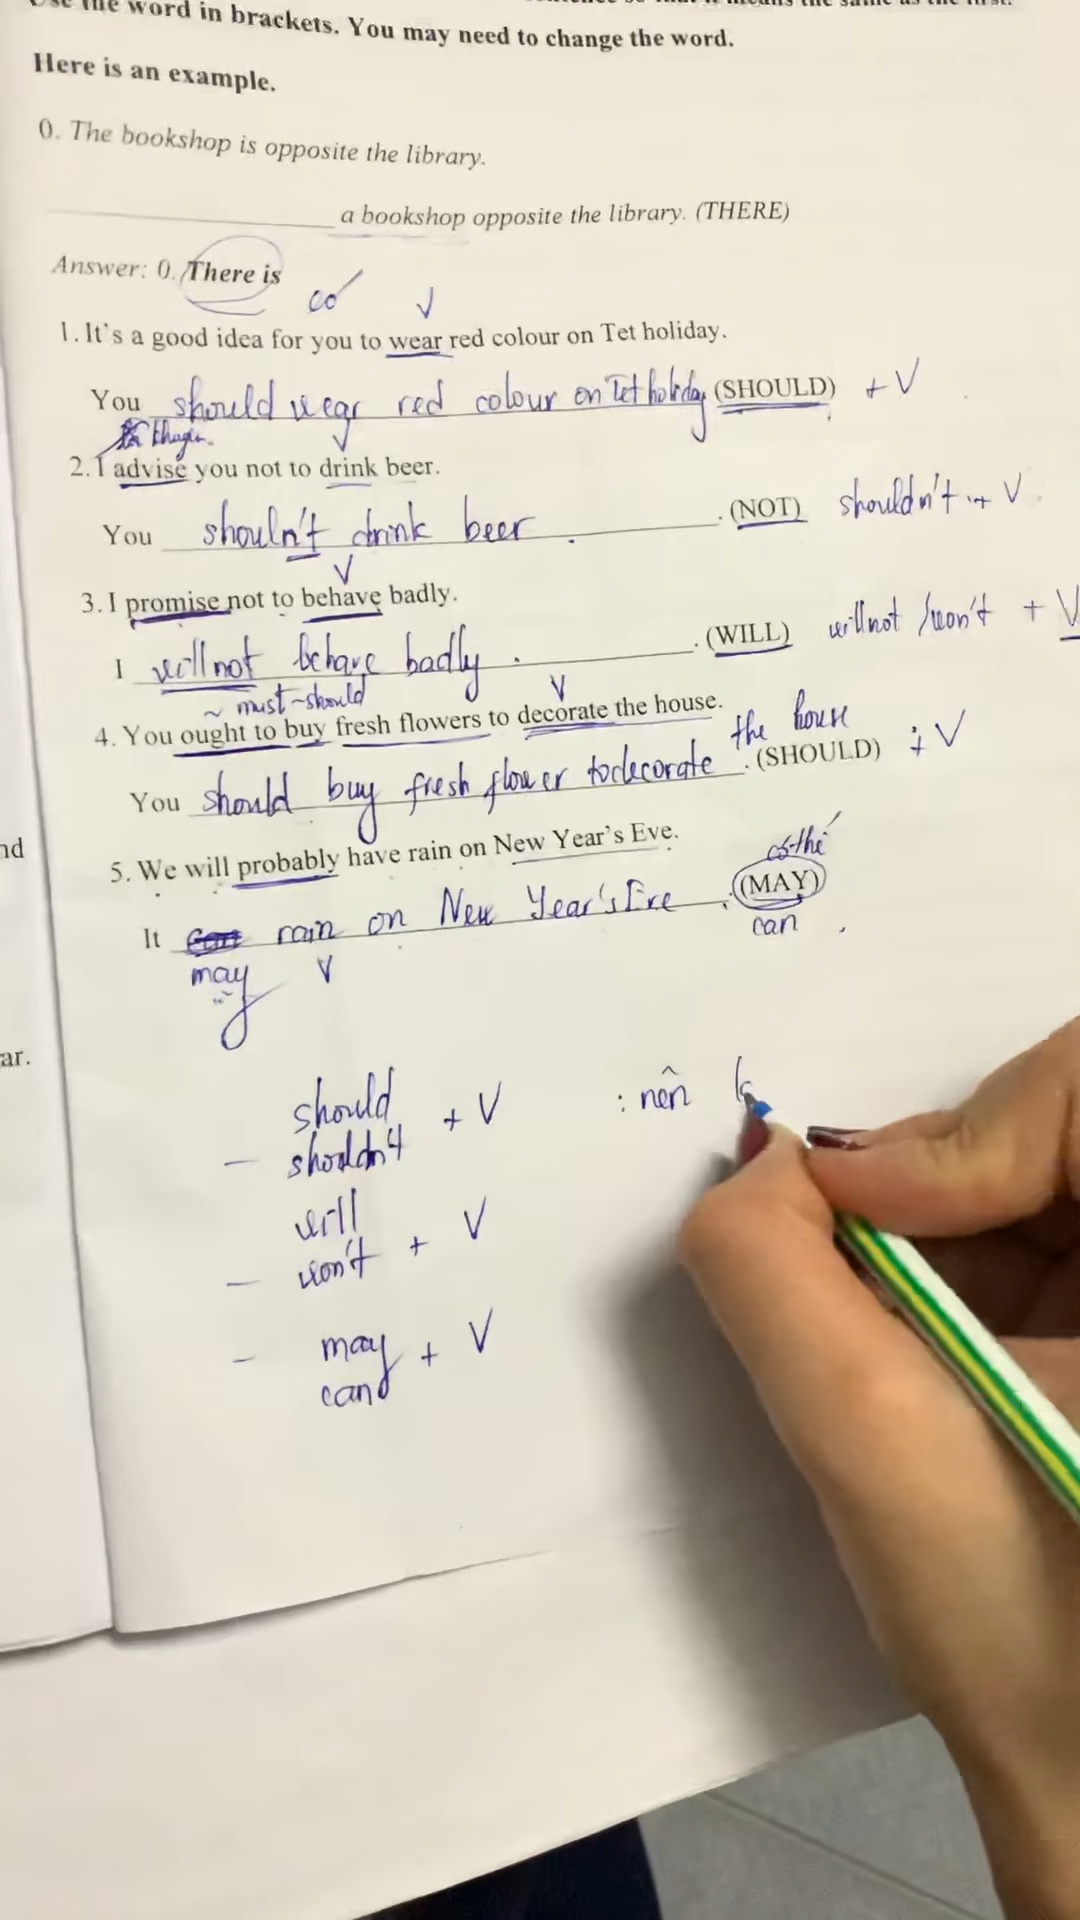 the word in brackets. You may need to change the word.
Here is an example.
0. The bookshop is opposite the library.
a bookshop opposite the library. (THERE)
Answer: 0. There is
có V
1. It's a good idea for you to wear red colour on Tet holiday.
You should wear red colour on Tet holiday (SHOULD) + V
khuyên. V
2. I advise you not to drink beer.
You shouln't drink beer . . (NOT) shouldn't + V
V
3. I promise not to behave badly.
I will not behave badly . . (WILL) will not / won't + V
~ must ~ should V
4. You ought to buy fresh flowers to decorate the house.
the house
You should buy fresh flower to decorate . (SHOULD) + V
5. We will probably have rain on New Year's Eve.
có thể
It rain on New Year's Eve . (MAY)
may V can
nd
ar.
should + V : nên
- shouldn't
will + V
- won't
- may + V
can